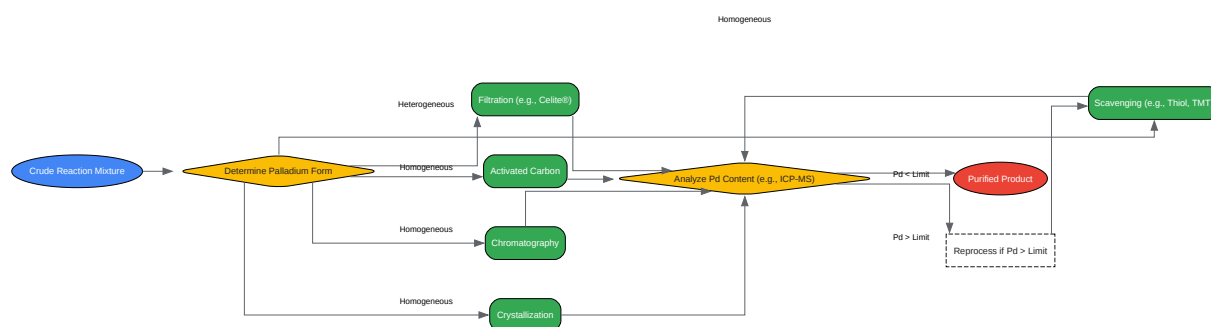 Homogeneous
Filtration (e.g., Celite®)
Scavenging (e.g., Thiol, TMT
Heterogeneous
Crude Reaction Mixture
Determine Palladium Form
Homogeneous
Activated Carbon
Analyze Pd Content (e.g., ICP-MS)
Pd < Limit
Purified Product
Homogeneous
Chromatography
Pd > Limit
Reprocess if Pd > Limit
Homogeneous
Crystallization